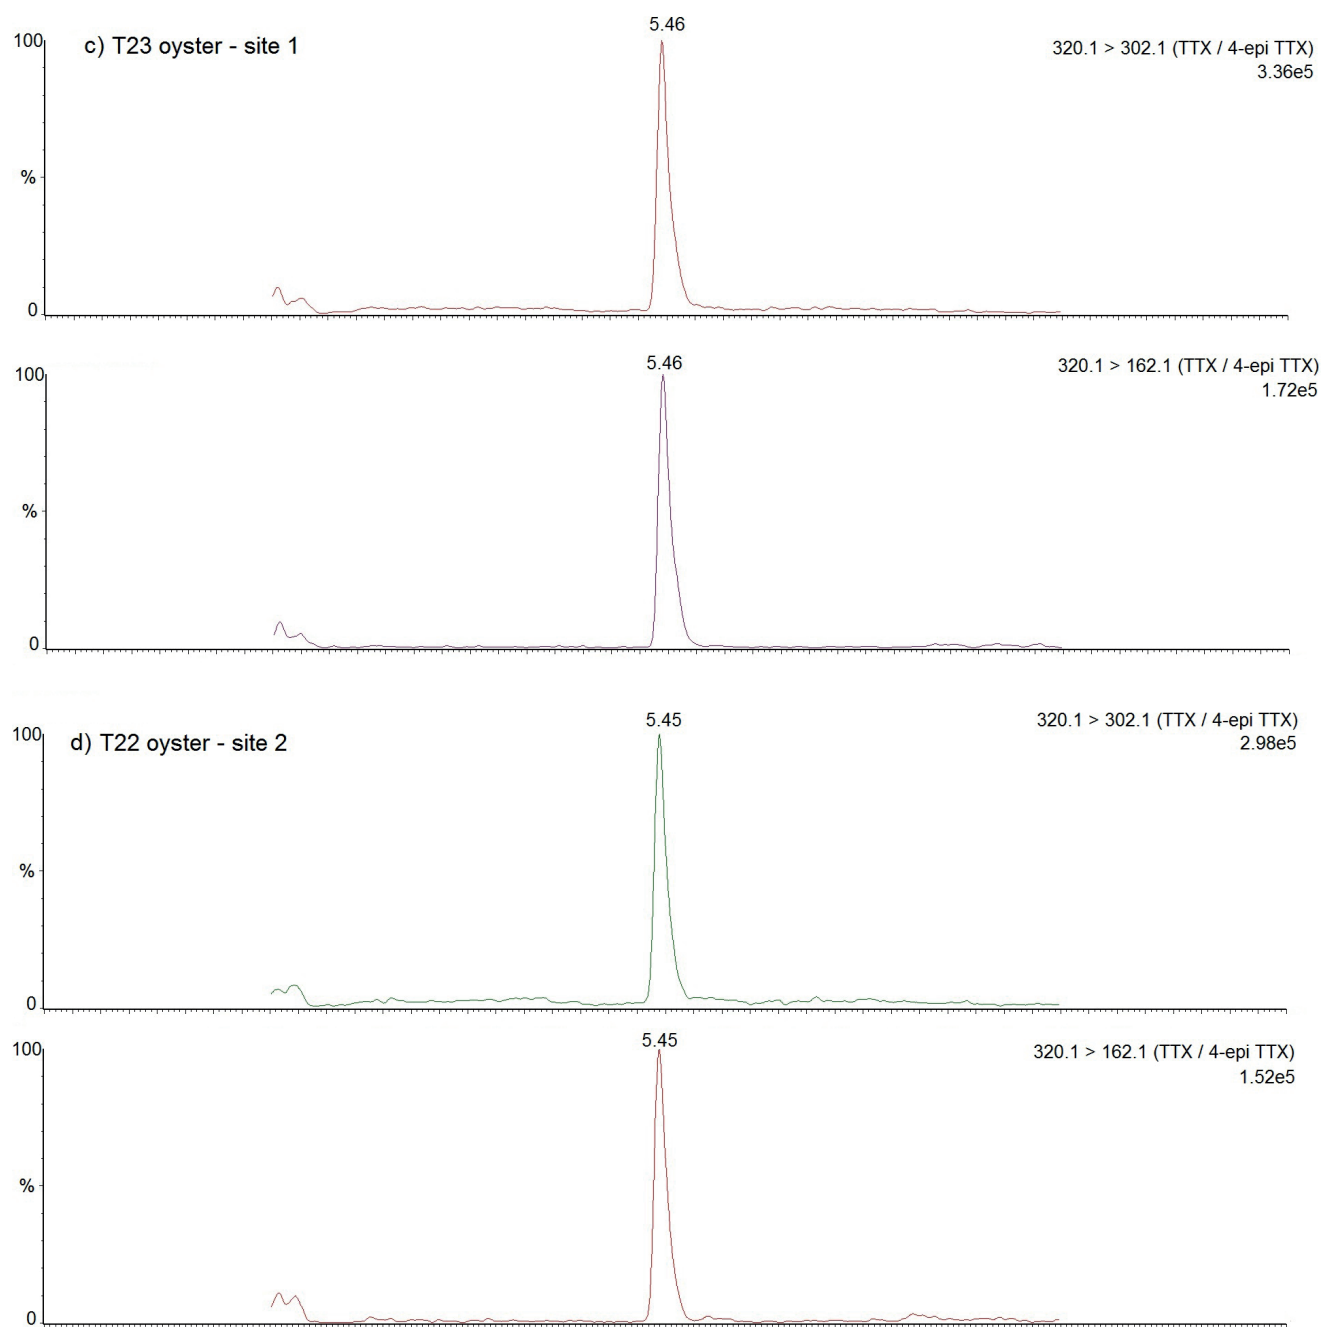 5.46
100
c) T23 oyster - site 1
320.1 > 302.1 (TTX / 4-epi TTX)
3.36e5
%
0
5.46
100
320.1 > 162.1 (TTX / 4-epi TTX)
1.72e5
%
0
5.45
100
d) T22 oyster - site 2
320.1 > 302.1 (TTX / 4-epi TTX)
2.98e5
%
0
5.45
100
320.1 > 162.1 (TTX / 4-epi TTX)
1.52e5
%
0